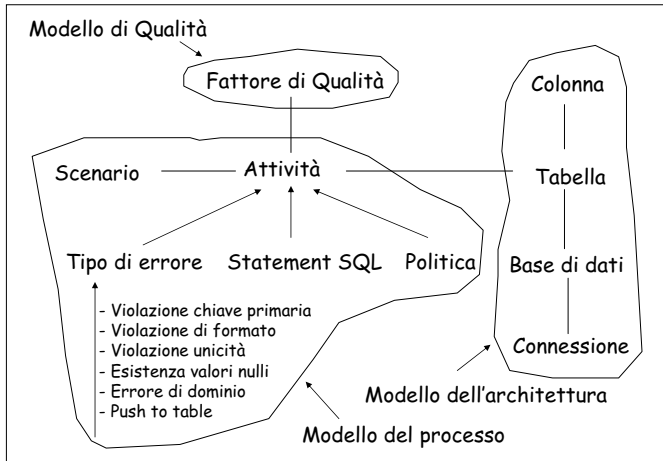 Modello di Qualità
Fattore di Qualità
Colonna
Scenario
Attività
Tabella
Tipo di errore
Statement SQL
Politica
Base di dati
- Violazione chiave primaria
- Violazione di formato
- Violazione unicità
- Esistenza valori nulli
- Errore di dominio
- Push to table
Connessione
Modello dell'architettura
Modello del processo